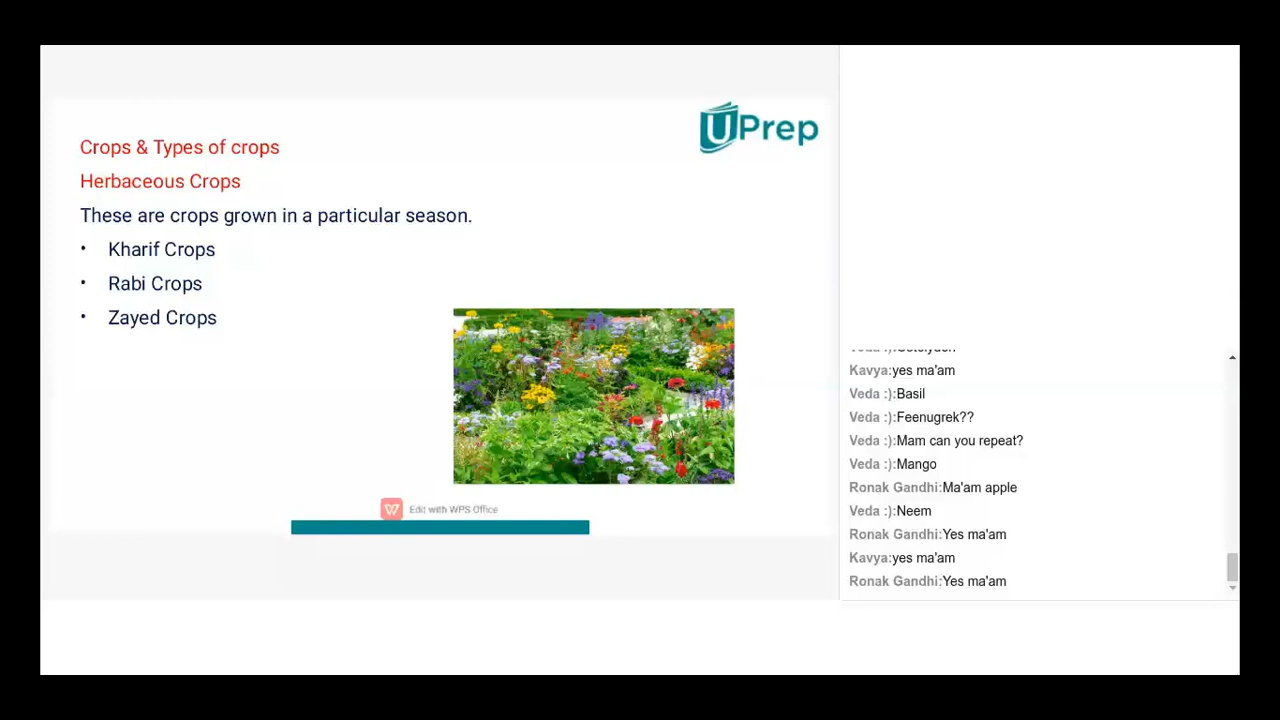 UPrep
Crops & Types of crops
Herbaceous Crops
These are crops grown in a particular season.
• Kharif Crops
• Rabi Crops
• Zayed Crops
Edit with WPS Office
Kavya:yes ma'am
Veda :):Basil
Veda :):Feenugrek??
Veda :):Mam can you repeat?
Veda :):Mango
Ronak Gandhi:Ma'am apple
Veda :):Neem
Ronak Gandhi:Yes ma'am
Kavya:yes ma'am
Ronak Gandhi:Yes ma'am